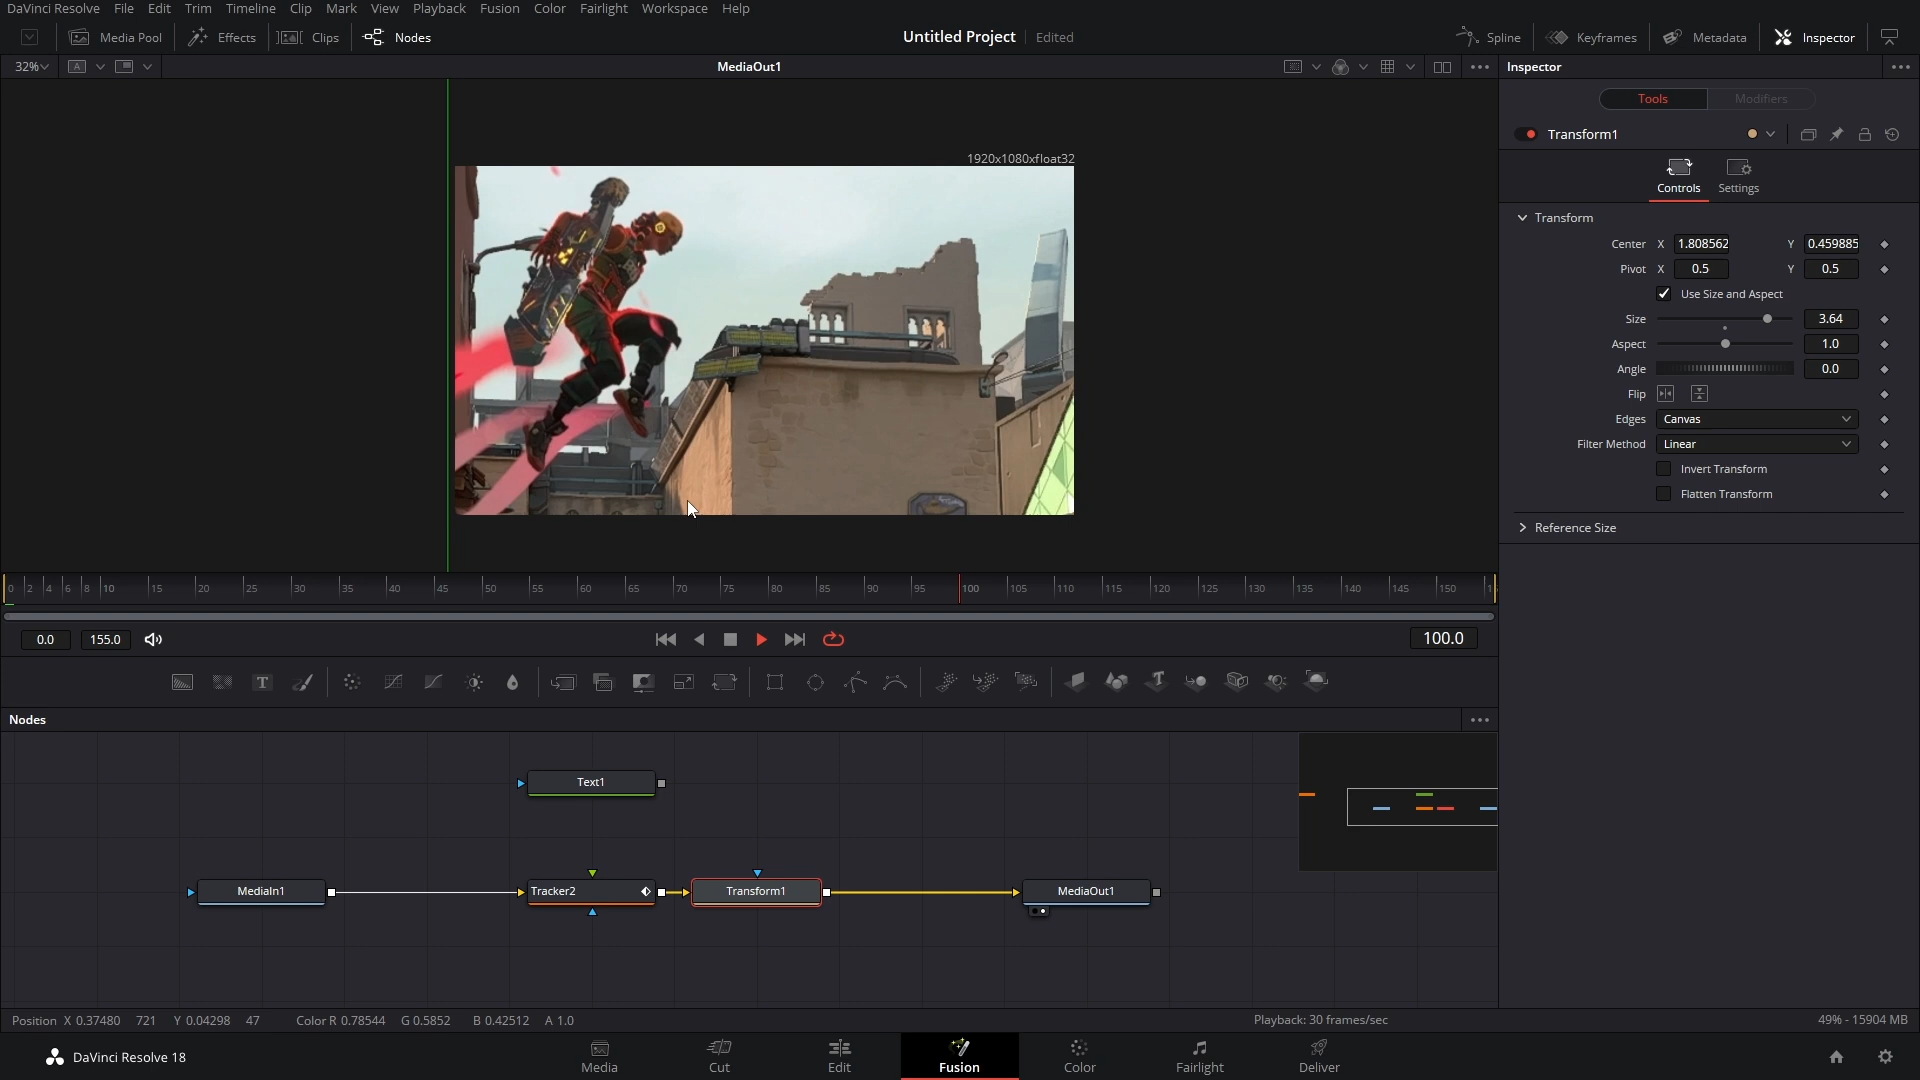 DaVinci Resolve File Edit Trim Timeline Clip Mark View Playback Fusion Color Fairlight Workspace Help
Media Pool Effects Clips Nodes Untitled Project Edited Spline Keyframes Metadata Inspector
32% A MediaOut1 Inspector
Tools Modifiers
Transform1
1920x1080xfloat32
Controls Settings
Transform
Center X 1.808562 Y 0.459885
Pivot X 0.5 Y 0.5
Use Size and Aspect
Size 3.64
Aspect 1.0
Angle 0.0
Flip
Edges Canvas
Filter Method Linear
Invert Transform
Flatten Transform
Reference Size
0 2 4 6 8 10 15 20 25 30 35 40 45 50 55 60 65 70 75 80 85 90 95 100 105 110 115 120 125 130 135 140 145 150
0.0 155.0 100.0
T T
Nodes
Text1
MediaIn1 Tracker2 Transform1 MediaOut1
Position X 0.37480 721 Y 0.04298 47 Color R 0.78544 G 0.5852 B 0.42512 A 1.0 Playback: 30 frames/sec 49% - 15904 MB
DaVinci Resolve 18 Media Cut Edit Fusion Color Fairlight Deliver